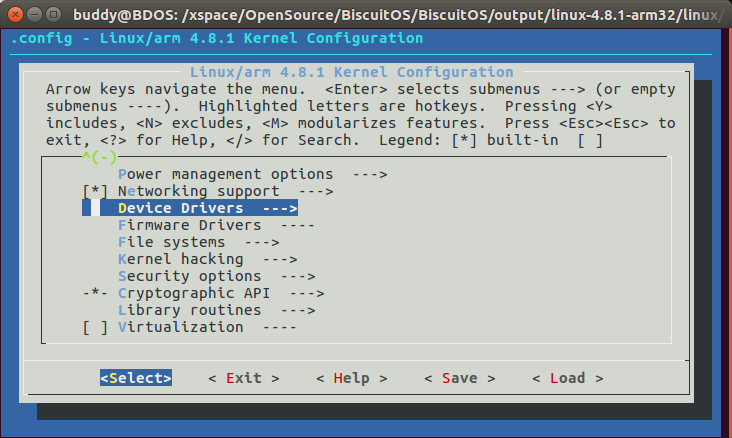 buddy@BDOS: /xspace/OpenSource/BiscuitOS/BiscuitOS/output/linux-4.8.1-arm32/linux/
.config - Linux/arm 4.8.1 Kernel Configuration
Linux/arm 4.8.1 Kernel Configuration
Arrow keys navigate the menu.  <Enter> selects submenus ---> (or empty
submenus ----).  Highlighted letters are hotkeys.  Pressing <Y>
includes, <N> excludes, <M> modularizes features.  Press <Esc><Esc> to
exit, <?> for Help, </> for Search.  Legend: [*] built-in  [ ]
^(-)
Power management options  --->
[*] Networking support  --->
Device Drivers  --->
Firmware Drivers  ----
File systems  --->
Kernel hacking  --->
Security options  --->
-*- Cryptographic API  --->
Library routines  --->
[ ] Virtualization  ----
<Select>    < Exit >    < Help >    < Save >    < Load >